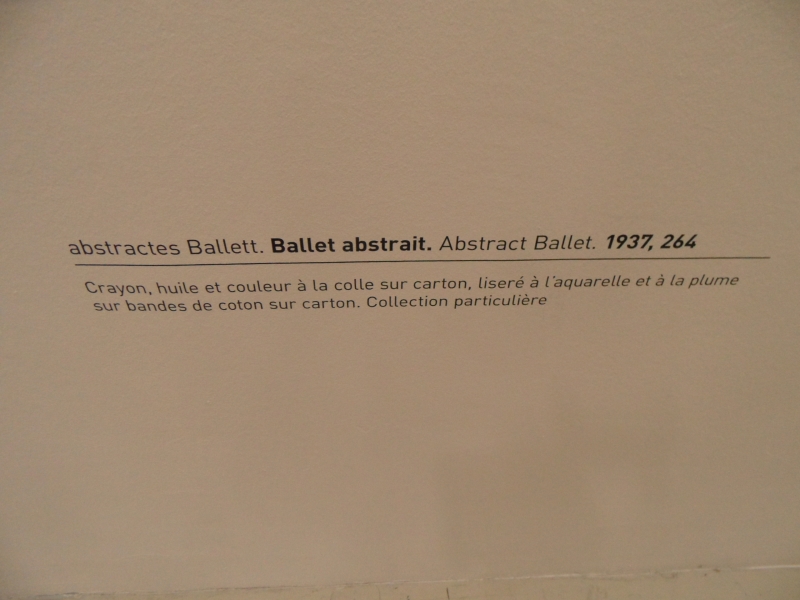 abstractes Ballett. Ballet abstrait. Abstract Ballet. 1937, 264
Crayon, huile et couleur à la colle sur carton, liseré à l'aquarelle et à la plume
sur bandes de coton sur carton. Collection particulière